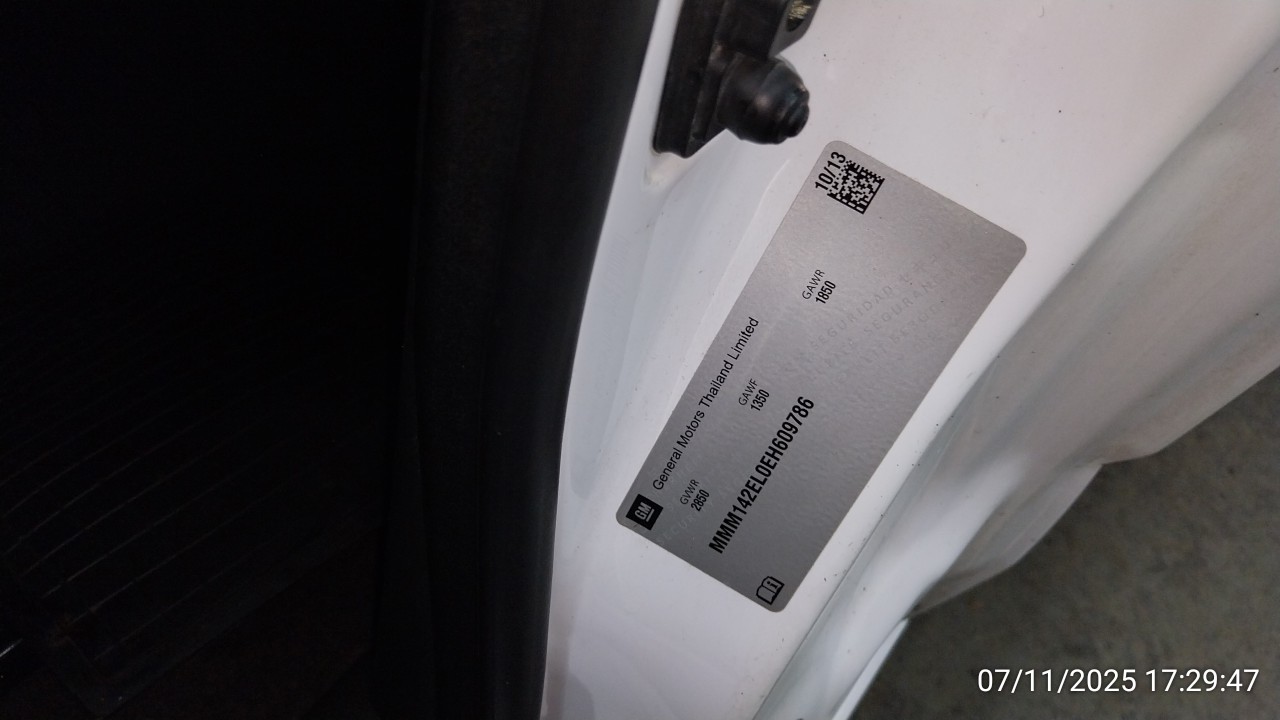 10/13
GM General Motors Thailand Limited
GVWR GAWF GAWR
2850 1350 1850
MMM142EL0EH609786
07/11/2025 17:29:47